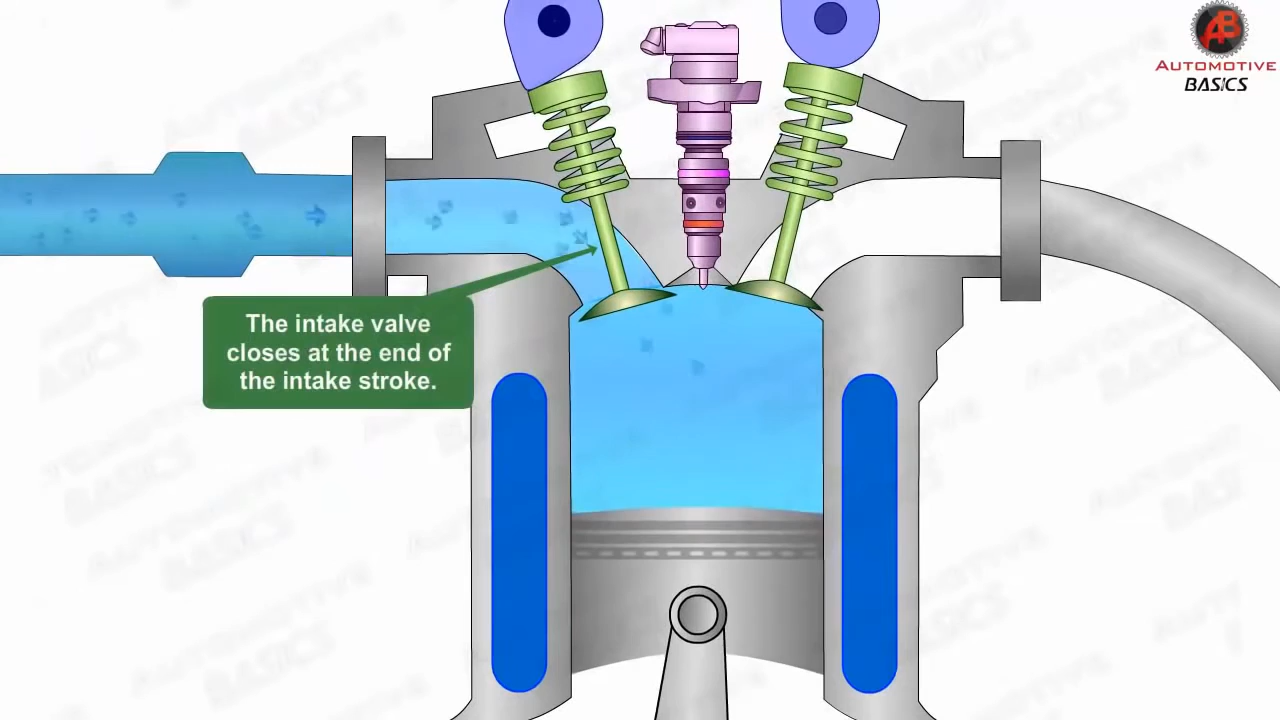 AUTOMOTIVE
BASICS
The intake valve
closes at the end of
the intake stroke.